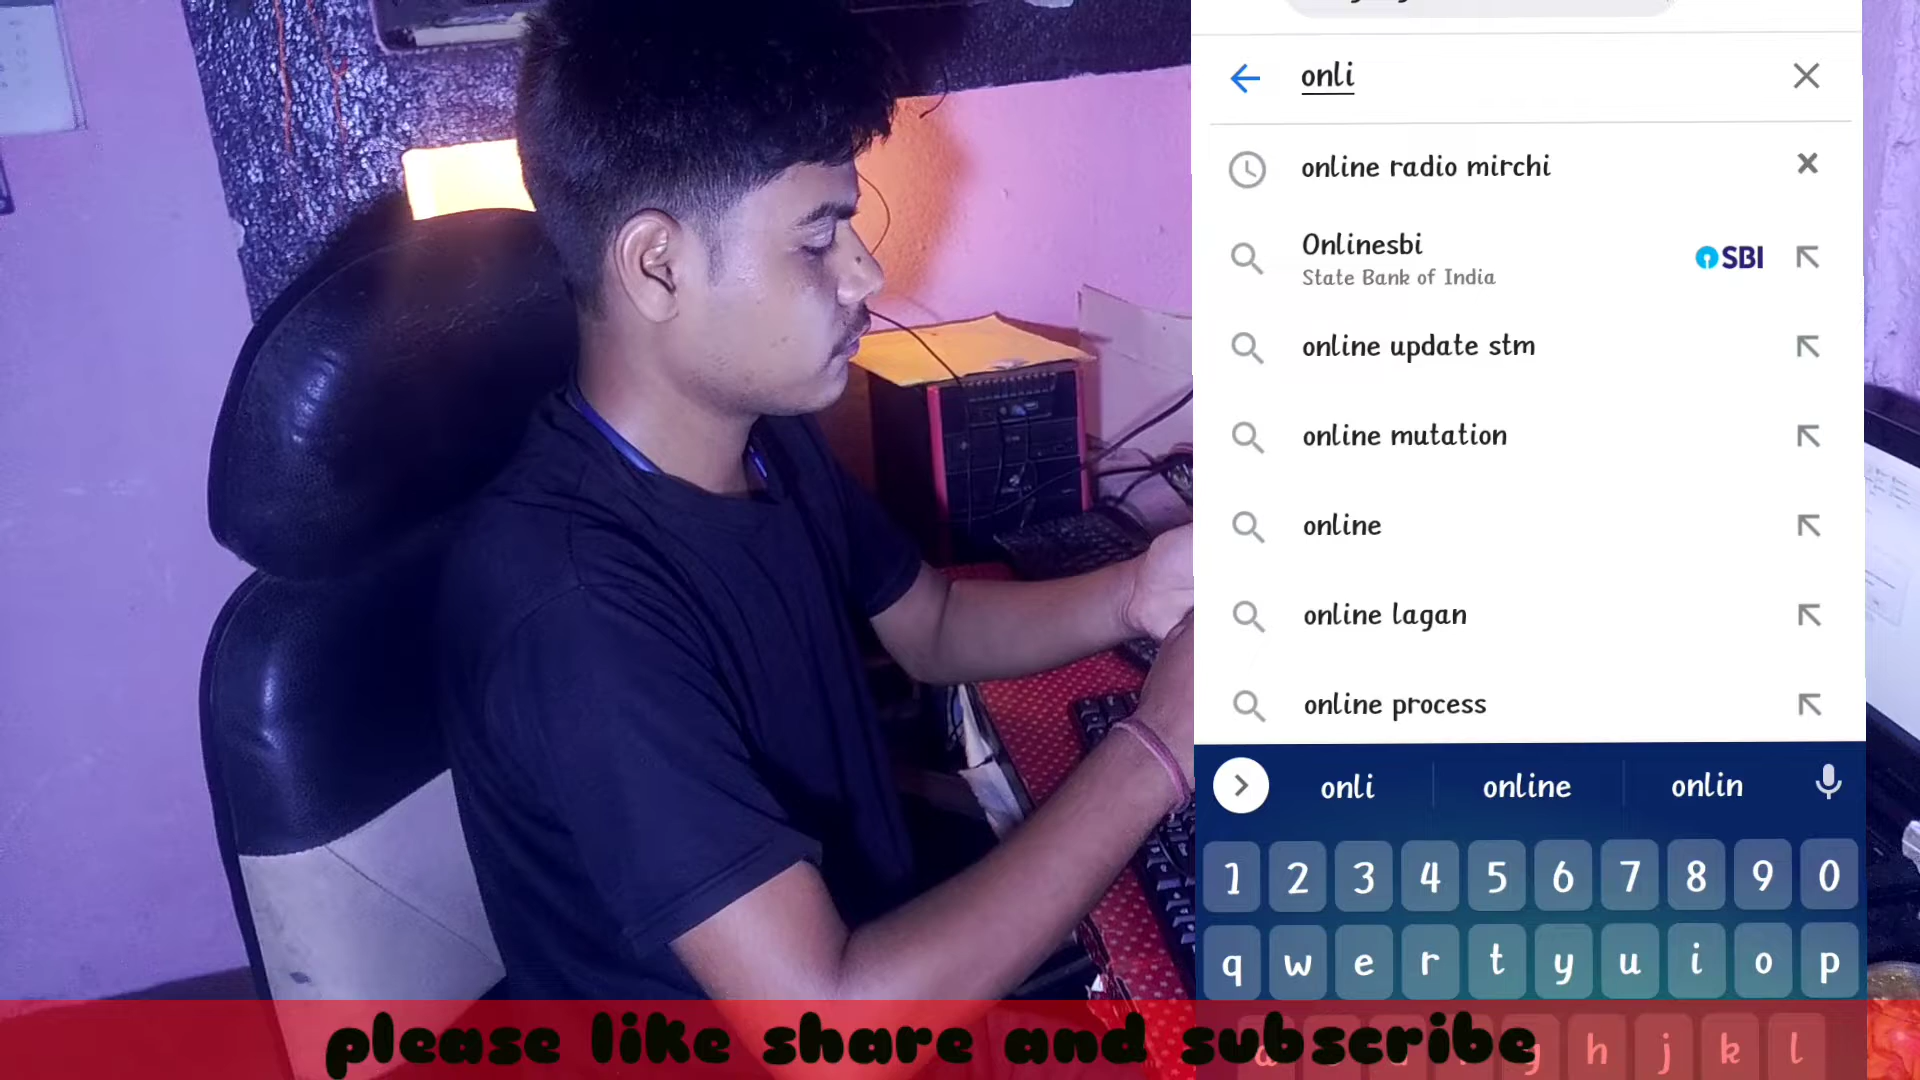 onli
online radio mirchi
Onlinesbi
State Bank of India
SBI
online update stm
online mutation
online
online lagan
online process
onli online onlin
1 2 3 4 5 6 7 8 9 0
q w e r t y u i o p
g h j k l
please like share and subscribe